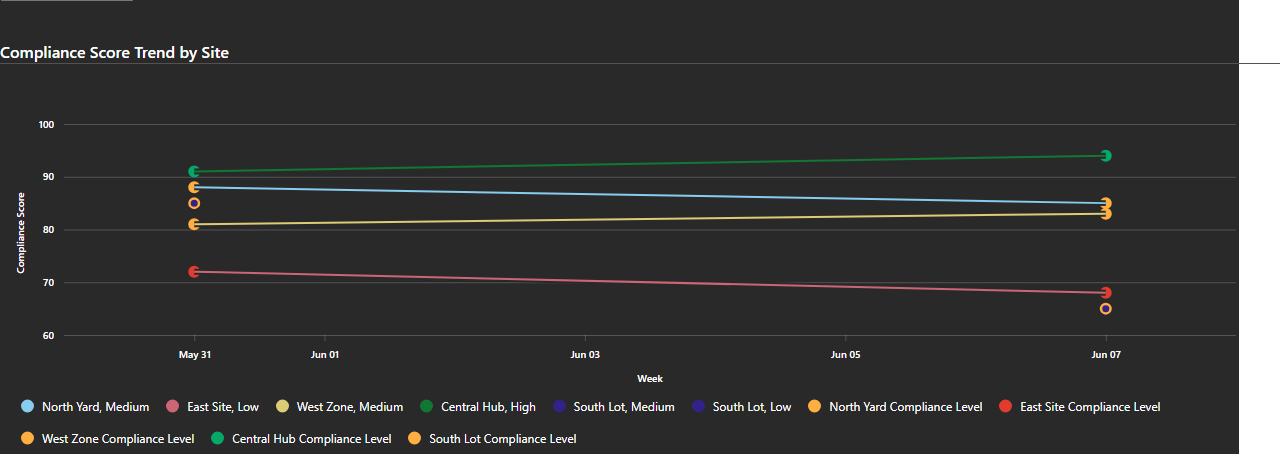 Compliance Score Trend by Site
100
90
80
70
60
Compliance Score
May 31 Jun 01 Jun 03 Jun 05 Jun 07
Week
North Yard, Medium East Site, Low West Zone, Medium Central Hub, High South Lot, Medium South Lot, Low North Yard Compliance Level East Site Compliance Level
West Zone Compliance Level Central Hub Compliance Level South Lot Compliance Level